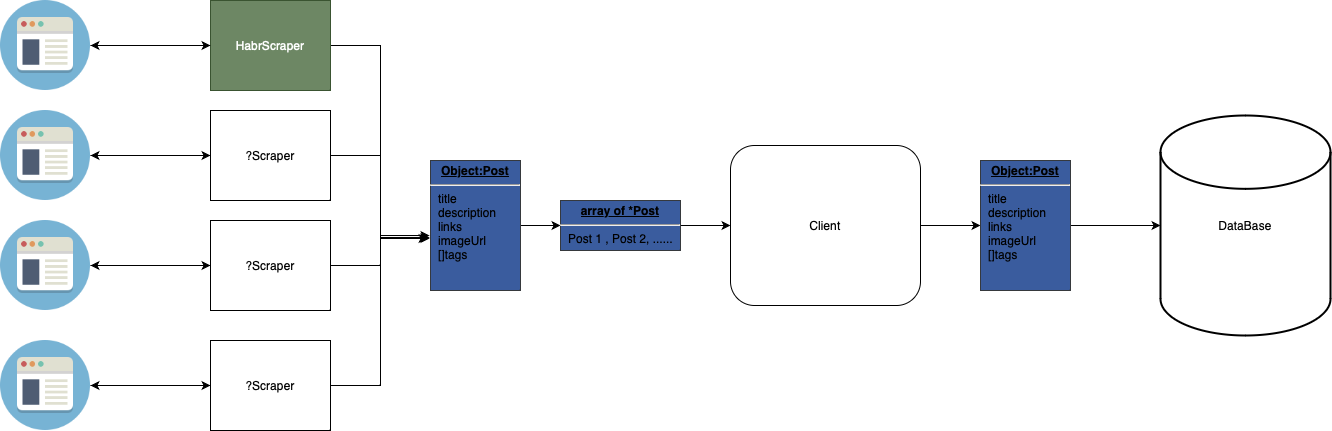 HabrScraper
?Scraper
?Scraper
?Scraper
Object:Post
title
description
links
imageUrl
[]tags
array of *Post
Post 1 , Post 2, ......
Client
Object:Post
title
description
links
imageUrl
[]tags
DataBase